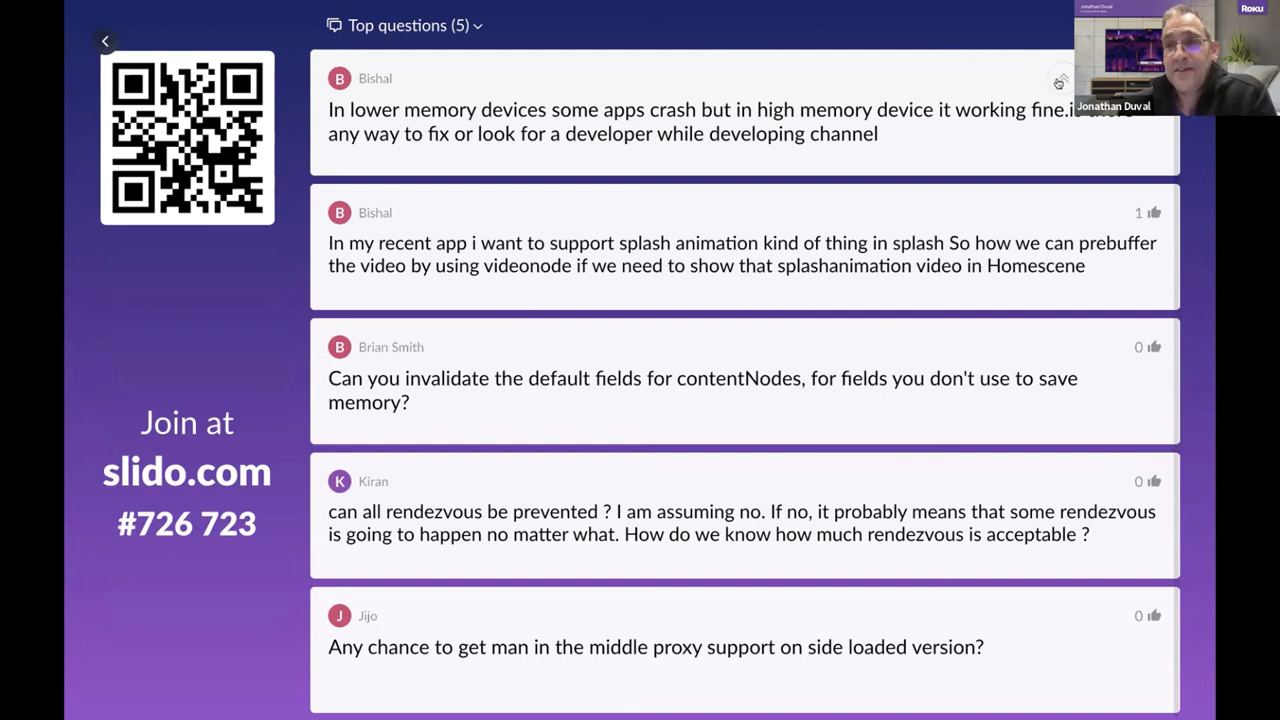 Top questions (5)
Jonathan Duval
Roku
Jonathan Duval
B Bishal
In lower memory devices some apps crash but in high memory device it working fine.is there
any way to fix or look for a developer while developing channel
B Bishal
1
In my recent app i want to support splash animation kind of thing in splash So how we can prebuffer
the video by using videonode if we need to show that splashanimation video in Homescene
B Brian Smith
0
Can you invalidate the default fields for contentNodes, for fields you don't use to save
memory?
K Kiran
0
can all rendezvous be prevented ? I am assuming no. If no, it probably means that some rendezvous
is going to happen no matter what. How do we know how much rendezvous is acceptable ?
J Jijo
0
Any chance to get man in the middle proxy support on side loaded version?
Join at
slido.com
#726 723